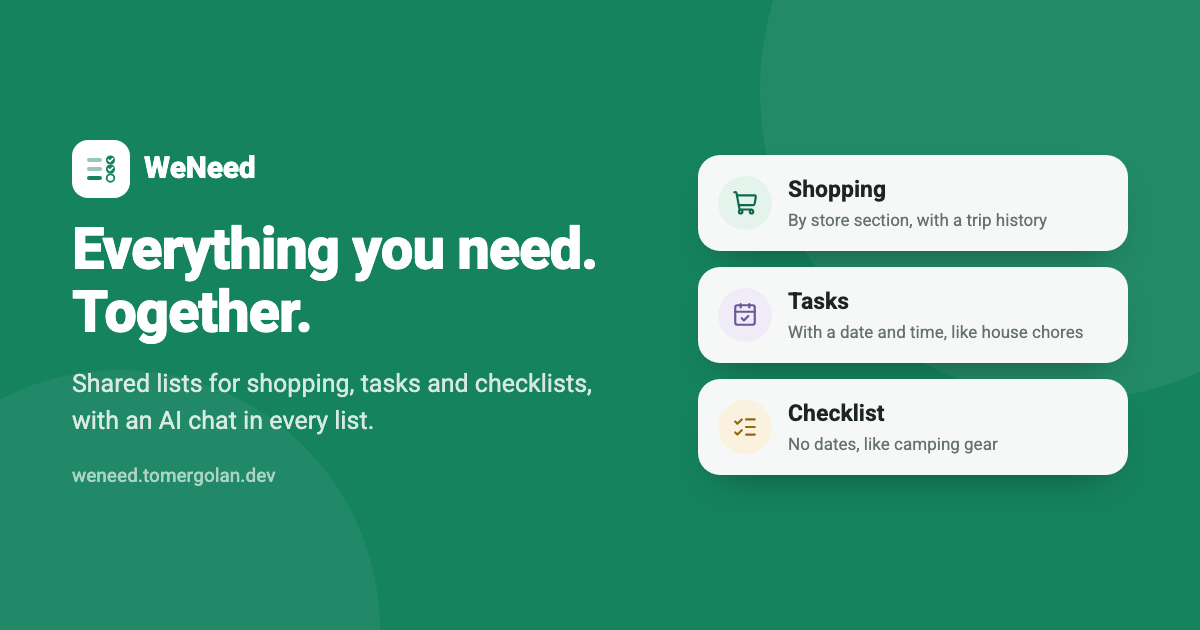 WeNeed
Everything you need.
Together.
Shared lists for shopping, tasks and checklists,
with an AI chat in every list.
weneed.tomergolan.dev
Shopping
By store section, with a trip history
Tasks
With a date and time, like house chores
Checklist
No dates, like camping gear